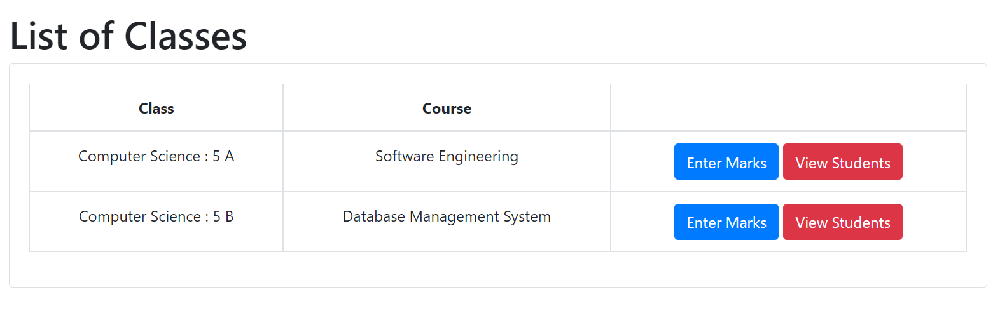 List of Classes
Class Course
Computer Science : 5 A Software Engineering Enter Marks View Students
Computer Science : 5 B Database Management System Enter Marks View Students